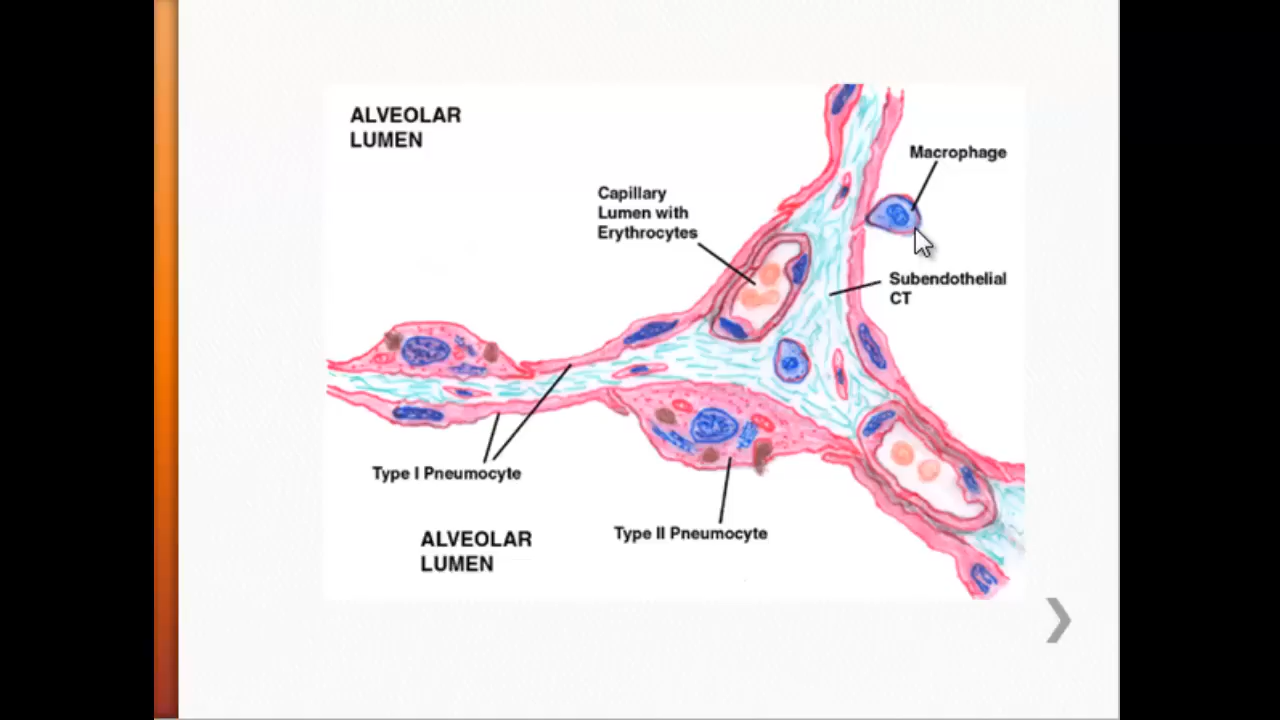 ALVEOLAR
LUMEN
Macrophage
Capillary
Lumen with
Erythrocytes
Subendothelial
CT
Type I Pneumocyte
Type II Pneumocyte
ALVEOLAR
LUMEN